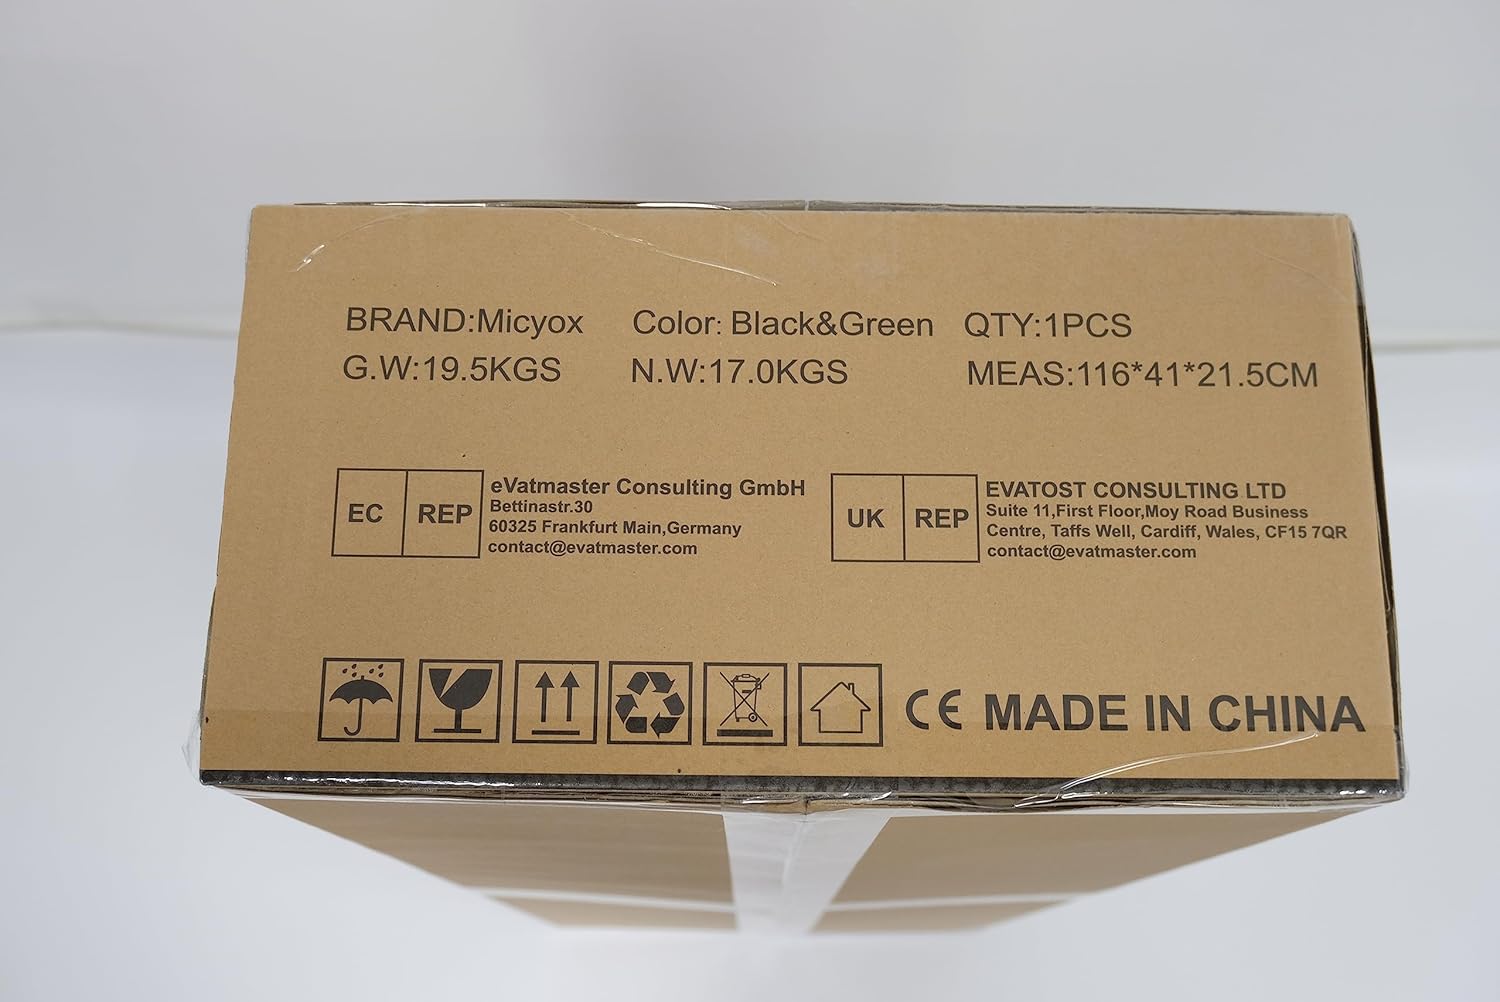 BRAND:Micyox Color: Black&Green QTY:1PCS
G.W:19.5KGS N.W:17.0KGS MEAS:116*41*21.5CM
EC REP
eVatmaster Consulting GmbH
Bettinastr.30
60325 Frankfurt Main,Germany
contact@evatmaster.com
UK REP
EVATOST CONSULTING LTD
Suite 11,First Floor,Moy Road Business
Centre, Taffs Well, Cardiff, Wales, CF15 7QR
contact@evatmaster.com
CE MADE IN CHINA